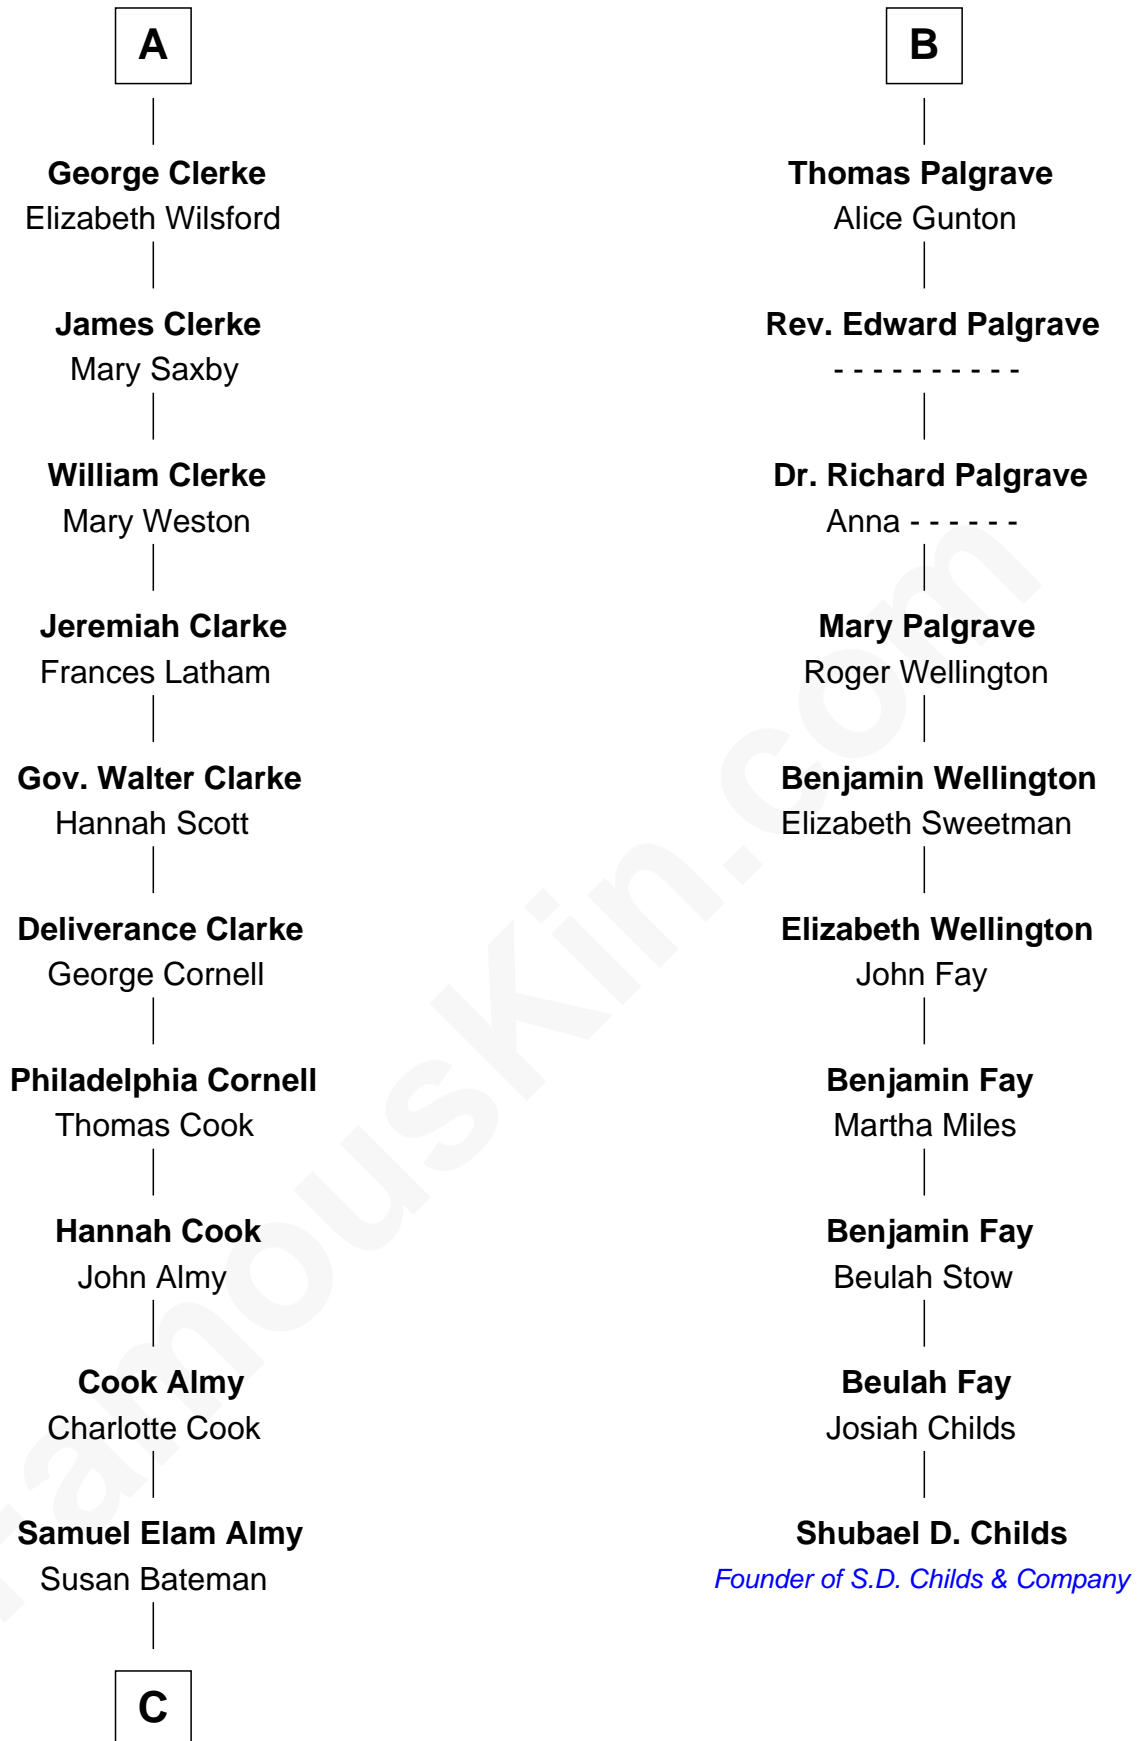 A
George Clerke
Elizabeth Wilsford
James Clerke
Mary Saxby
William Clerke
Mary Weston
Jeremiah Clarke
Frances Latham
Gov. Walter Clarke
Hannah Scott
Deliverance Clarke
George Cornell
Philadelphia Cornell
Thomas Cook
Hannah Cook
John Almy
Cook Almy
Charlotte Cook
Samuel Elam Almy
Susan Bateman
C
B
Thomas Palgrave
Alice Gunton
Rev. Edward Palgrave
- - - - - - - - - -
Dr. Richard Palgrave
Anna - - - - - -
Mary Palgrave
Roger Wellington
Benjamin Wellington
Elizabeth Sweetman
Elizabeth Wellington
John Fay
Benjamin Fay
Martha Miles
Benjamin Fay
Beulah Stow
Beulah Fay
Josiah Childs
Shubael D. Childs
Founder of S.D. Childs & Company
FamousKin.com